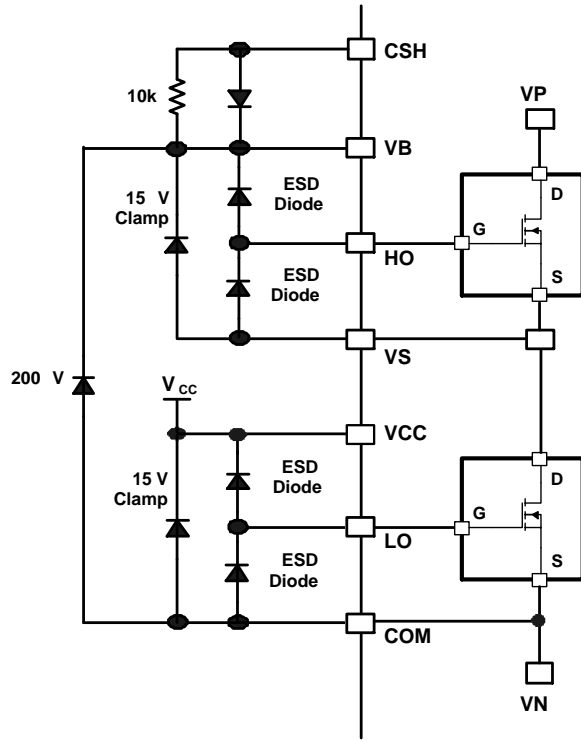 CSH
10k
VP
VB
D
15 V
Clamp
ESD
Diode
G
HO
S
ESD
Diode
VS
200 V
VCC
VCC
D
15 V
Clamp
ESD
Diode
G
LO
S
ESD
Diode
COM
VN